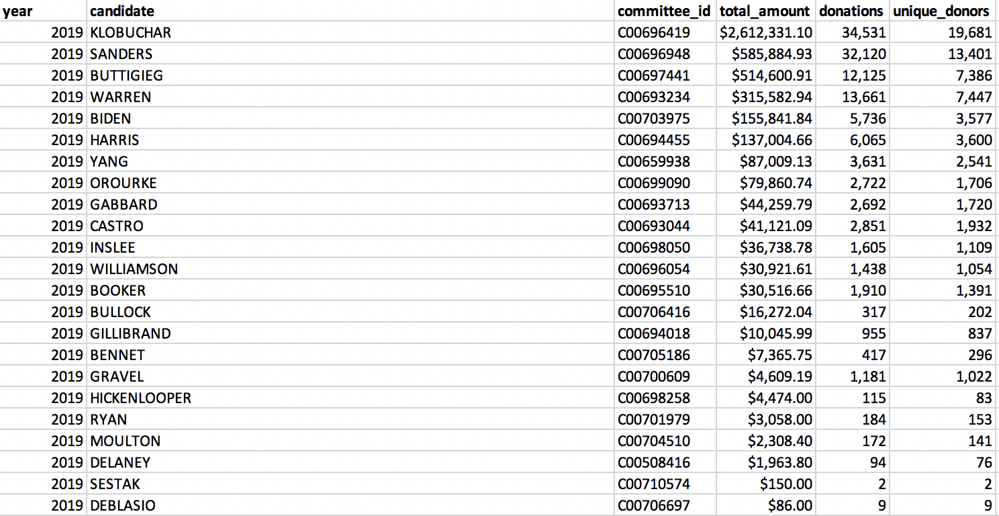 year candidate committee_id total_amount donations unique_donors
2019 KLOBUCHAR C00696419 $2,612,331.10 34,531 19,681
2019 SANDERS C00696948 $585,884.93 32,120 13,401
2019 BUTTIGIEG C00697441 $514,600.91 12,125 7,386
2019 WARREN C00693234 $315,582.94 13,661 7,447
2019 BIDEN C00703975 $155,841.84 5,736 3,577
2019 HARRIS C00694455 $137,004.66 6,065 3,600
2019 YANG C00659938 $87,009.13 3,631 2,541
2019 OROURKE C00699090 $79,860.74 2,722 1,706
2019 GABBARD C00693713 $44,259.79 2,692 1,720
2019 CASTRO C00693044 $41,121.09 2,851 1,932
2019 INSLEE C00698050 $36,738.78 1,605 1,109
2019 WILLIAMSON C00696054 $30,921.61 1,438 1,054
2019 BOOKER C00695510 $30,516.66 1,910 1,391
2019 BULLOCK C00706416 $16,272.04 317 202
2019 GILLIBRAND C00694018 $10,045.99 955 837
2019 BENNET C00705186 $7,365.75 417 296
2019 GRAVEL C00700609 $4,609.19 1,181 1,022
2019 HICKENLOOPER C00698258 $4,474.00 115 83
2019 RYAN C00701979 $3,058.00 184 153
2019 MOULTON C00704510 $2,308.40 172 141
2019 DELANEY C00508416 $1,963.80 94 76
2019 SESTAK C00710574 $150.00 2 2
2019 DEBLASIO C00706697 $86.00 9 9